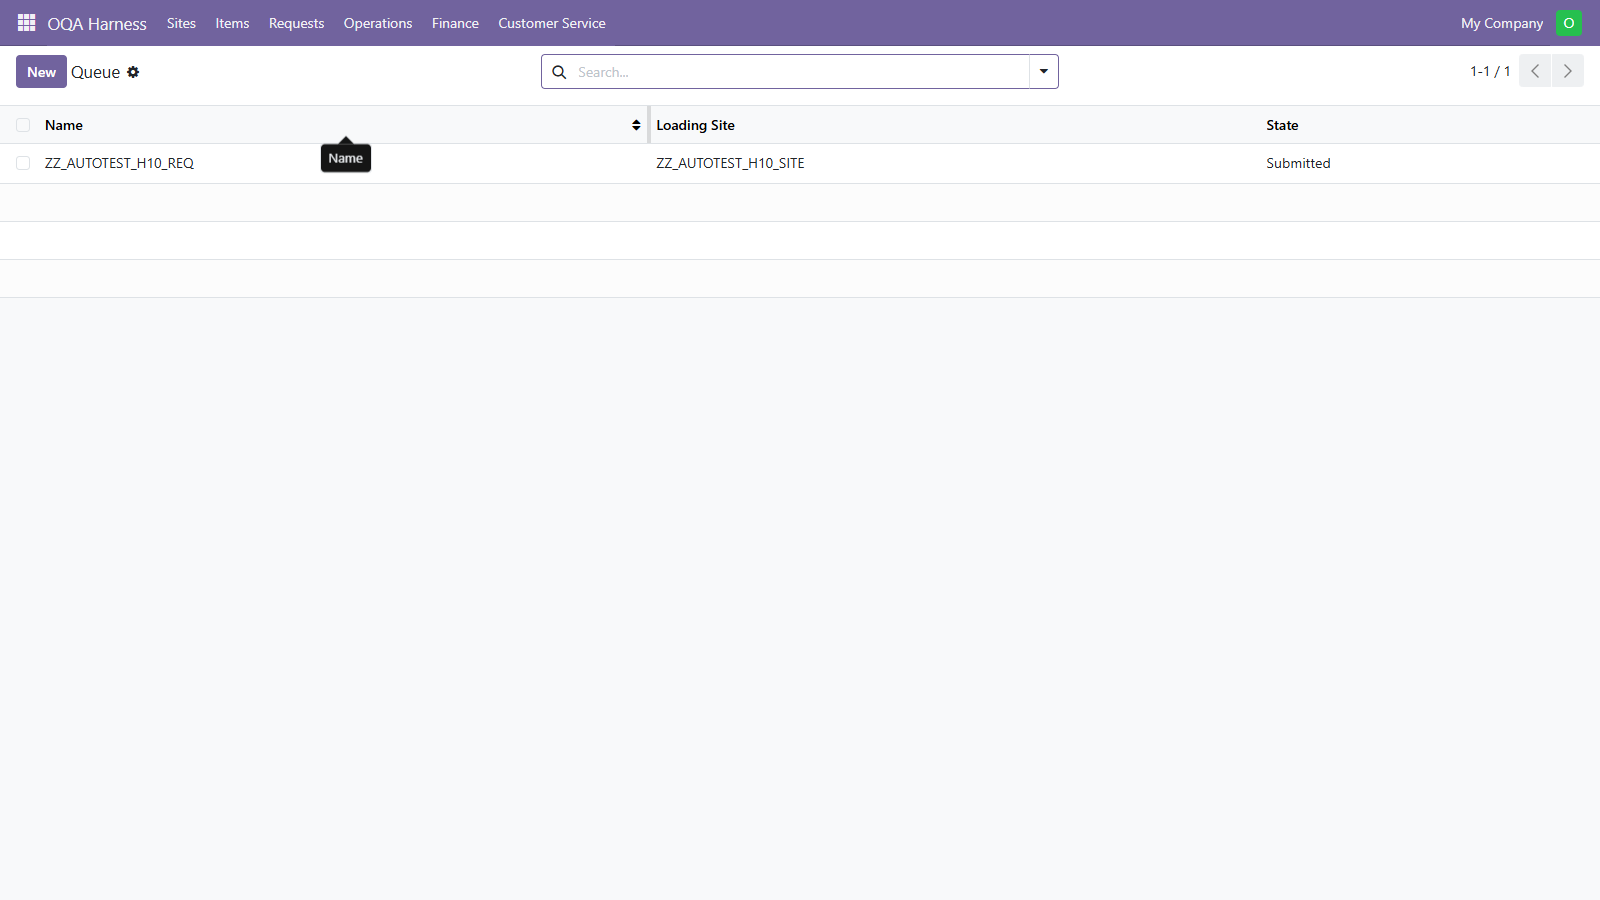 OQA Harness Sites Items Requests Operations Finance Customer Service My Company O
New Queue Search... 1-1 / 1
Name Loading Site State
ZZ_AUTOTEST_H10_REQ ZZ_AUTOTEST_H10_SITE Submitted
Name